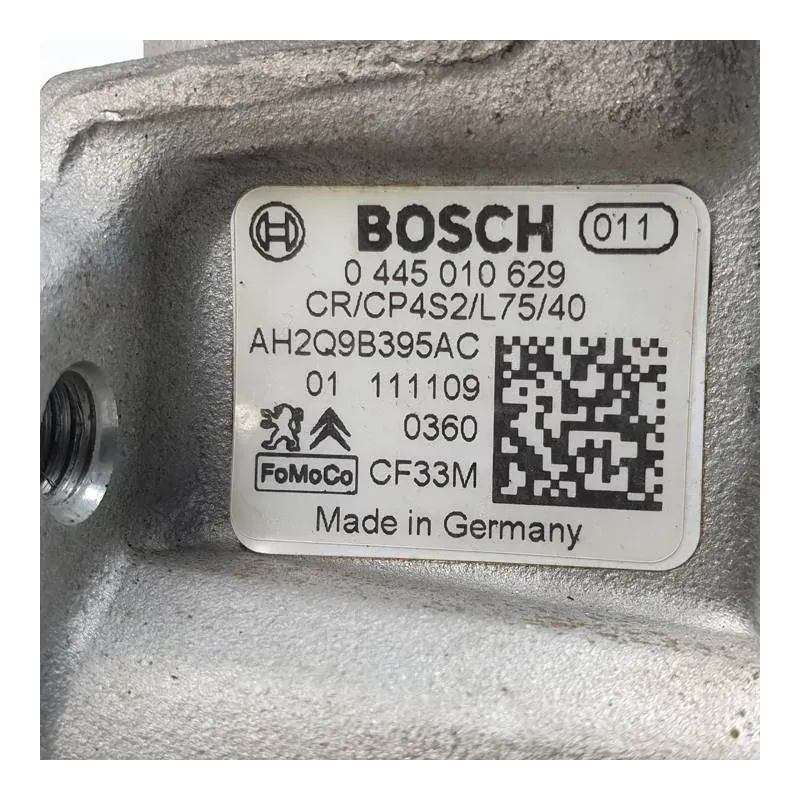 BOSCH 011
0 445 010 629
CR/CP4S2/L75/40
AH2Q9B395AC
01 111109
0360
FoMoCo CF33M
Made in Germany